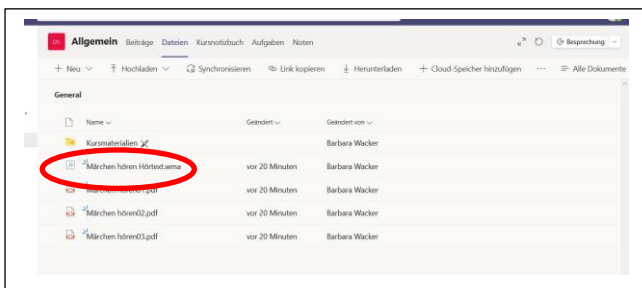 DS Allgemein Beiträge Dateien Kursnotizbuch Aufgaben Noten Besprechung
+ Neu Hochladen Synchronisieren Link kopieren Herunterladen + Cloud-Speicher hinzufügen ... Alle Dokumente
General
Name Geändert Geändert von
Kursmaterialien Barbara Wacker
Märchen hören Hörtext.wma vor 20 Minuten Barbara Wacker
Märchen hören01.pdf vor 20 Minuten Barbara Wacker
Märchen hören02.pdf vor 20 Minuten Barbara Wacker
Märchen hören03.pdf vor 20 Minuten Barbara Wacker